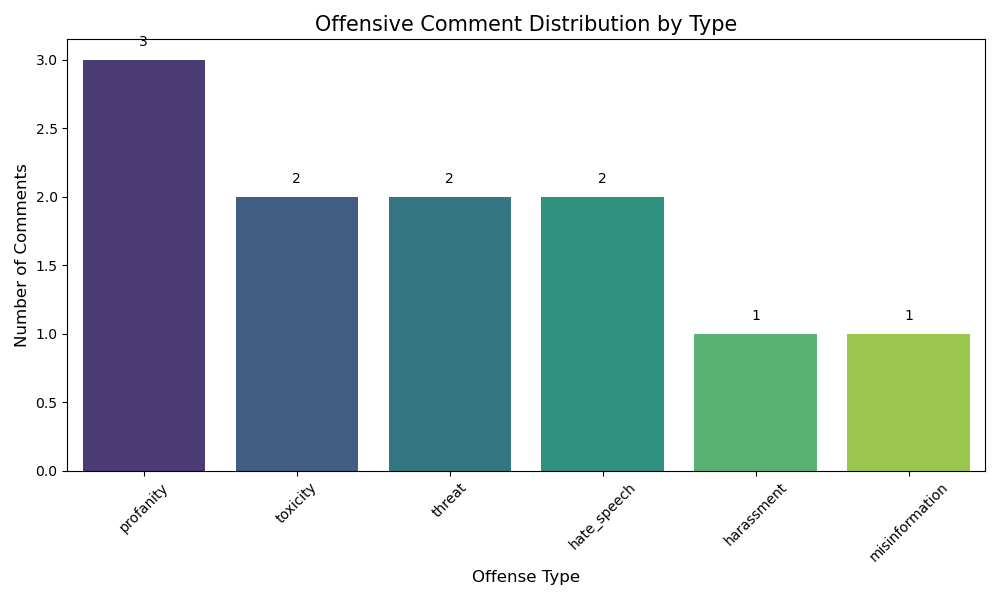 Offensive Comment Distribution by Type
3
2
2
2
1
1
3.0
2.5
2.0
1.5
1.0
0.5
0.0
Number of Comments
profanity
toxicity
threat
hate_speech
harassment
misinformation
Offense Type